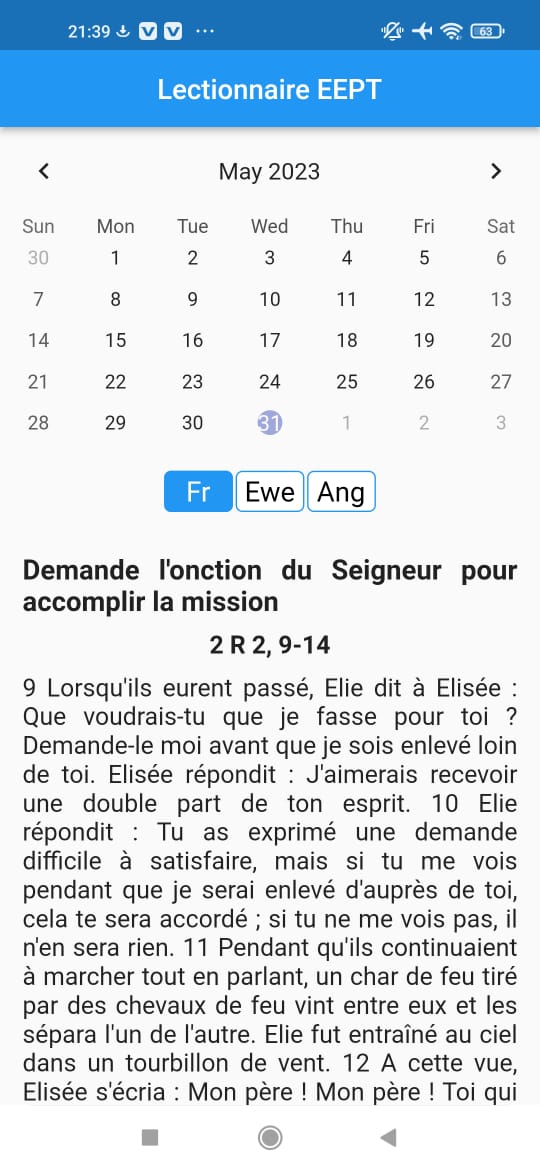 21:39
63
Lectionnaire EEPT
May 2023
Sun Mon Tue Wed Thu Fri Sat
30 1 2 3 4 5 6
7 8 9 10 11 12 13
14 15 16 17 18 19 20
21 22 23 24 25 26 27
28 29 30 31 1 2 3
Fr Ewe Ang
Demande l'onction du Seigneur pour
accomplir la mission
2 R 2, 9-14
9 Lorsqu'ils eurent passé, Elie dit à Elisée :
Que voudrais-tu que je fasse pour toi ?
Demande-le moi avant que je sois enlevé loin
de toi. Elisée répondit : J'aimerais recevoir
une double part de ton esprit. 10 Elie
répondit : Tu as exprimé une demande
difficile à satisfaire, mais si tu me vois
pendant que je serai enlevé d'auprès de toi,
cela te sera accordé ; si tu ne me vois pas, il
n'en sera rien. 11 Pendant qu'ils continuaient
à marcher tout en parlant, un char de feu tiré
par des chevaux de feu vint entre eux et les
sépara l'un de l'autre. Elie fut entraîné au ciel
dans un tourbillon de vent. 12 A cette vue,
Elisée s'écria : Mon père ! Mon père ! Toi qui